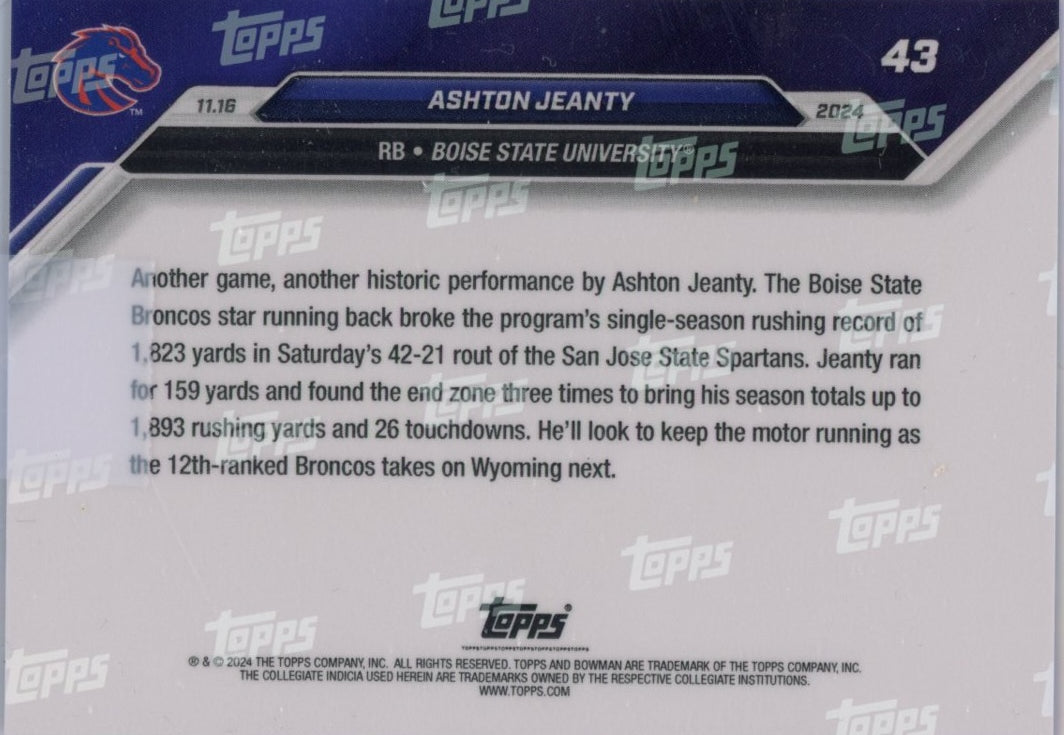 43
11.16
ASHTON JEANTY
2024
RB • BOISE STATE UNIVERSITY®
Another game, another historic performance by Ashton Jeanty. The Boise State
Broncos star running back broke the program's single-season rushing record of
1,823 yards in Saturday's 42-21 rout of the San Jose State Spartans. Jeanty ran
for 159 yards and found the end zone three times to bring his season totals up to
1,893 rushing yards and 26 touchdowns. He'll look to keep the motor running as
the 12th-ranked Broncos takes on Wyoming next.
Topps®
TOPPSTOPPSTOPPSTOPPSTOPPSTOPPSTOPPS
® & © 2024 THE TOPPS COMPANY, INC. ALL RIGHTS RESERVED. TOPPS AND BOWMAN ARE TRADEMARK OF THE TOPPS COMPANY, INC.
THE COLLEGIATE INDICIA USED HEREIN ARE TRADEMARKS OWNED BY THE RESPECTIVE COLLEGIATE INSTITUTIONS.
WWW.TOPPS.COM